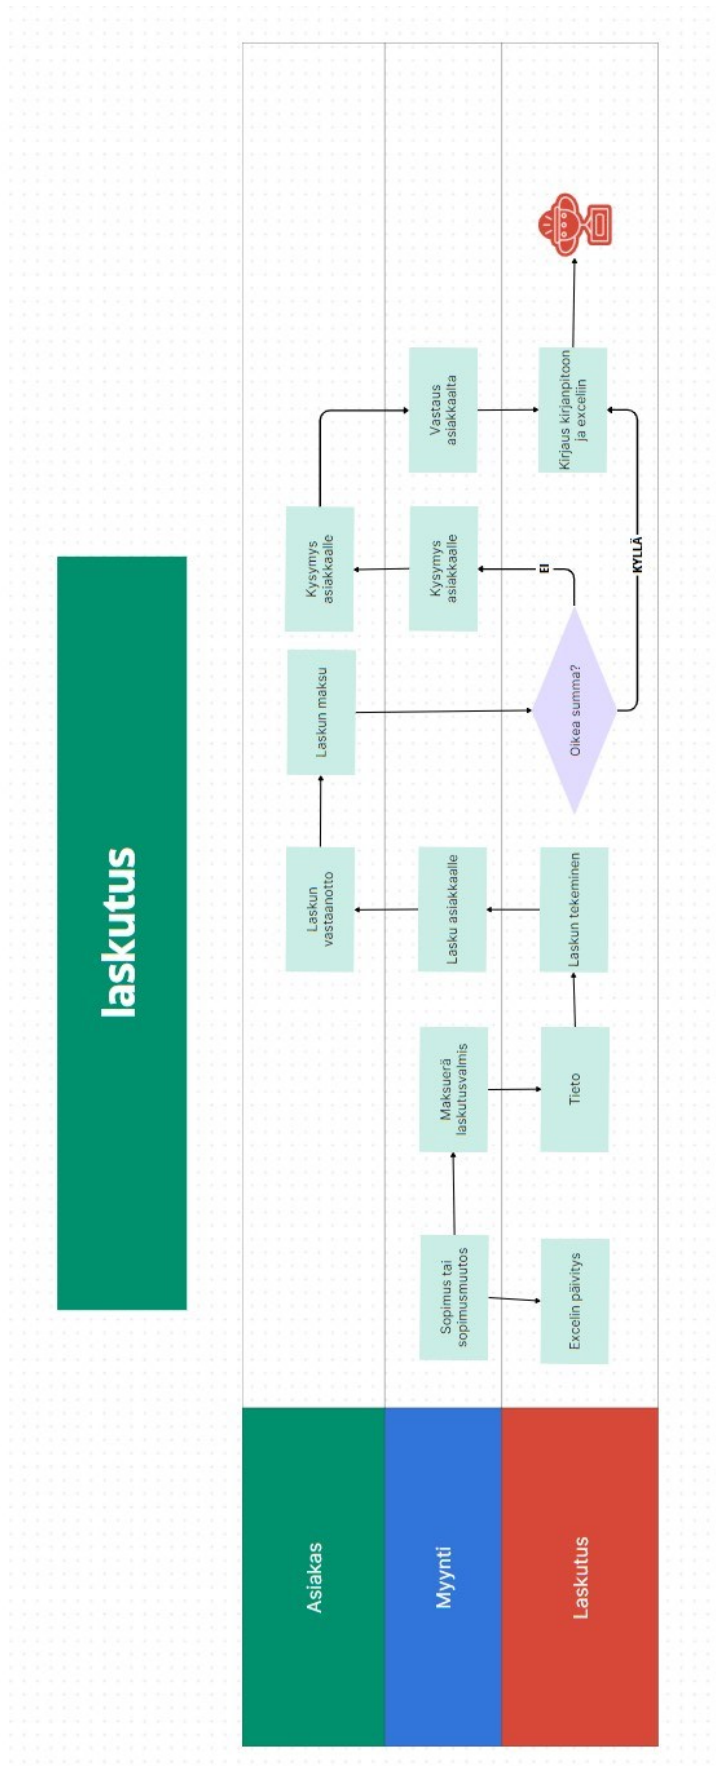 laskutus
Asiakas
Laskun
vastaanotto
Laskun maksu
Kysymys
asiakkaalle
Myynti
Sopimus tai
sopimusmuutos
Maksuerä
laskutusvalmis
Lasku asiakkaalle
Kysymys
asiakkaalle
Vastaus
asiakkaalta
Laskutus
Excelin päivitys
Tieto
Laskun tekeminen
Oikea summa?
EI
KYLLÄ
Kirjaus kirjanpitoon
ja exceliin